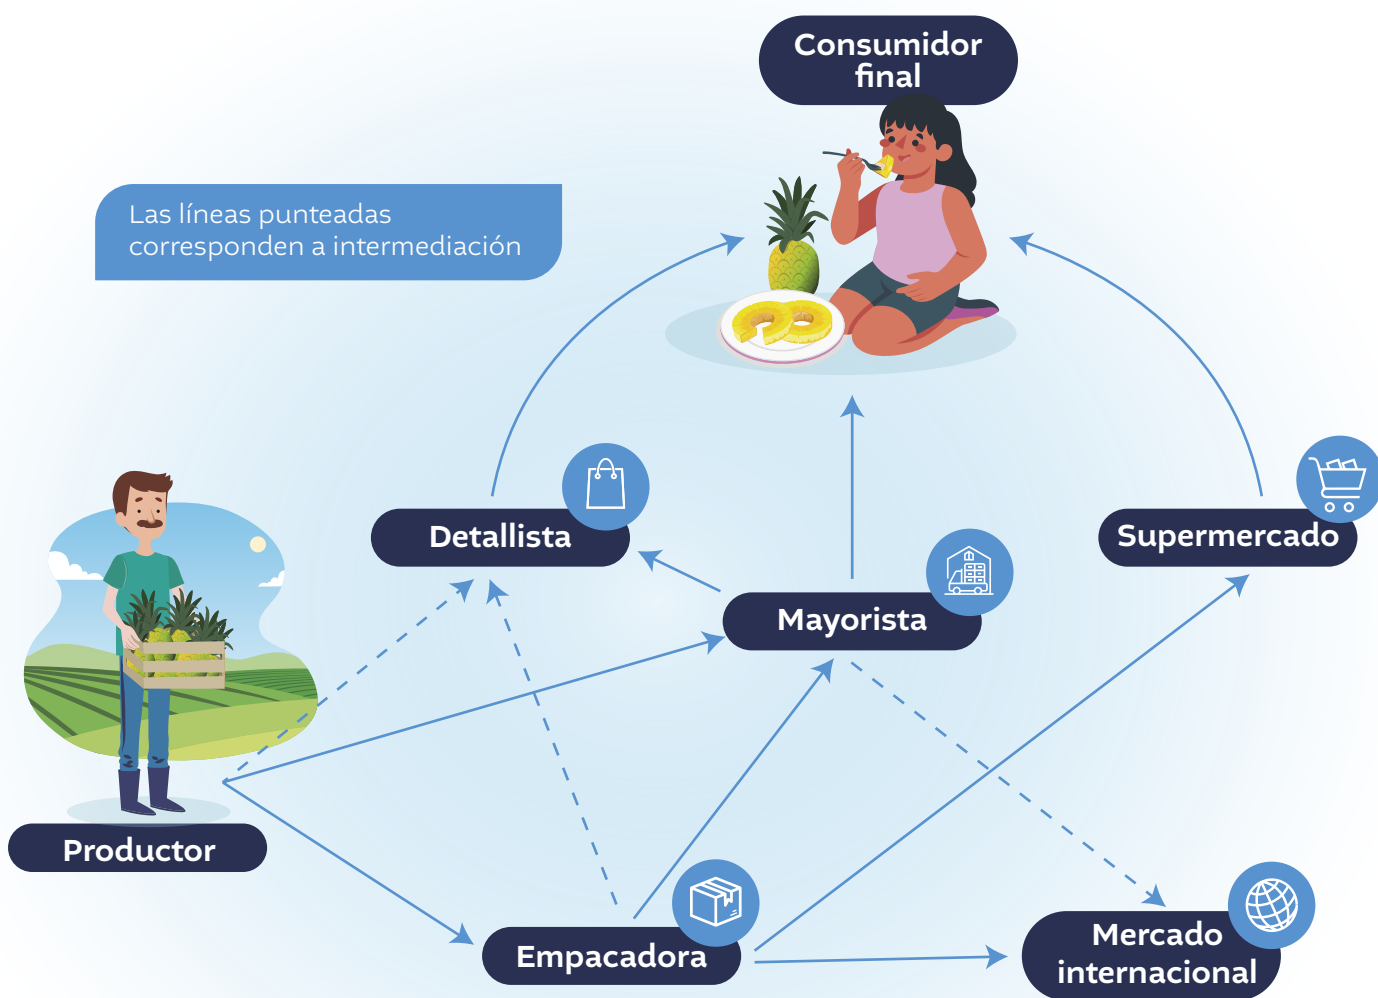 Consumidor
final
Las líneas punteadas
corresponden a intermediación
Detallista
Supermercado
Mayorista
Productor
Empacadora
Mercado
internacional